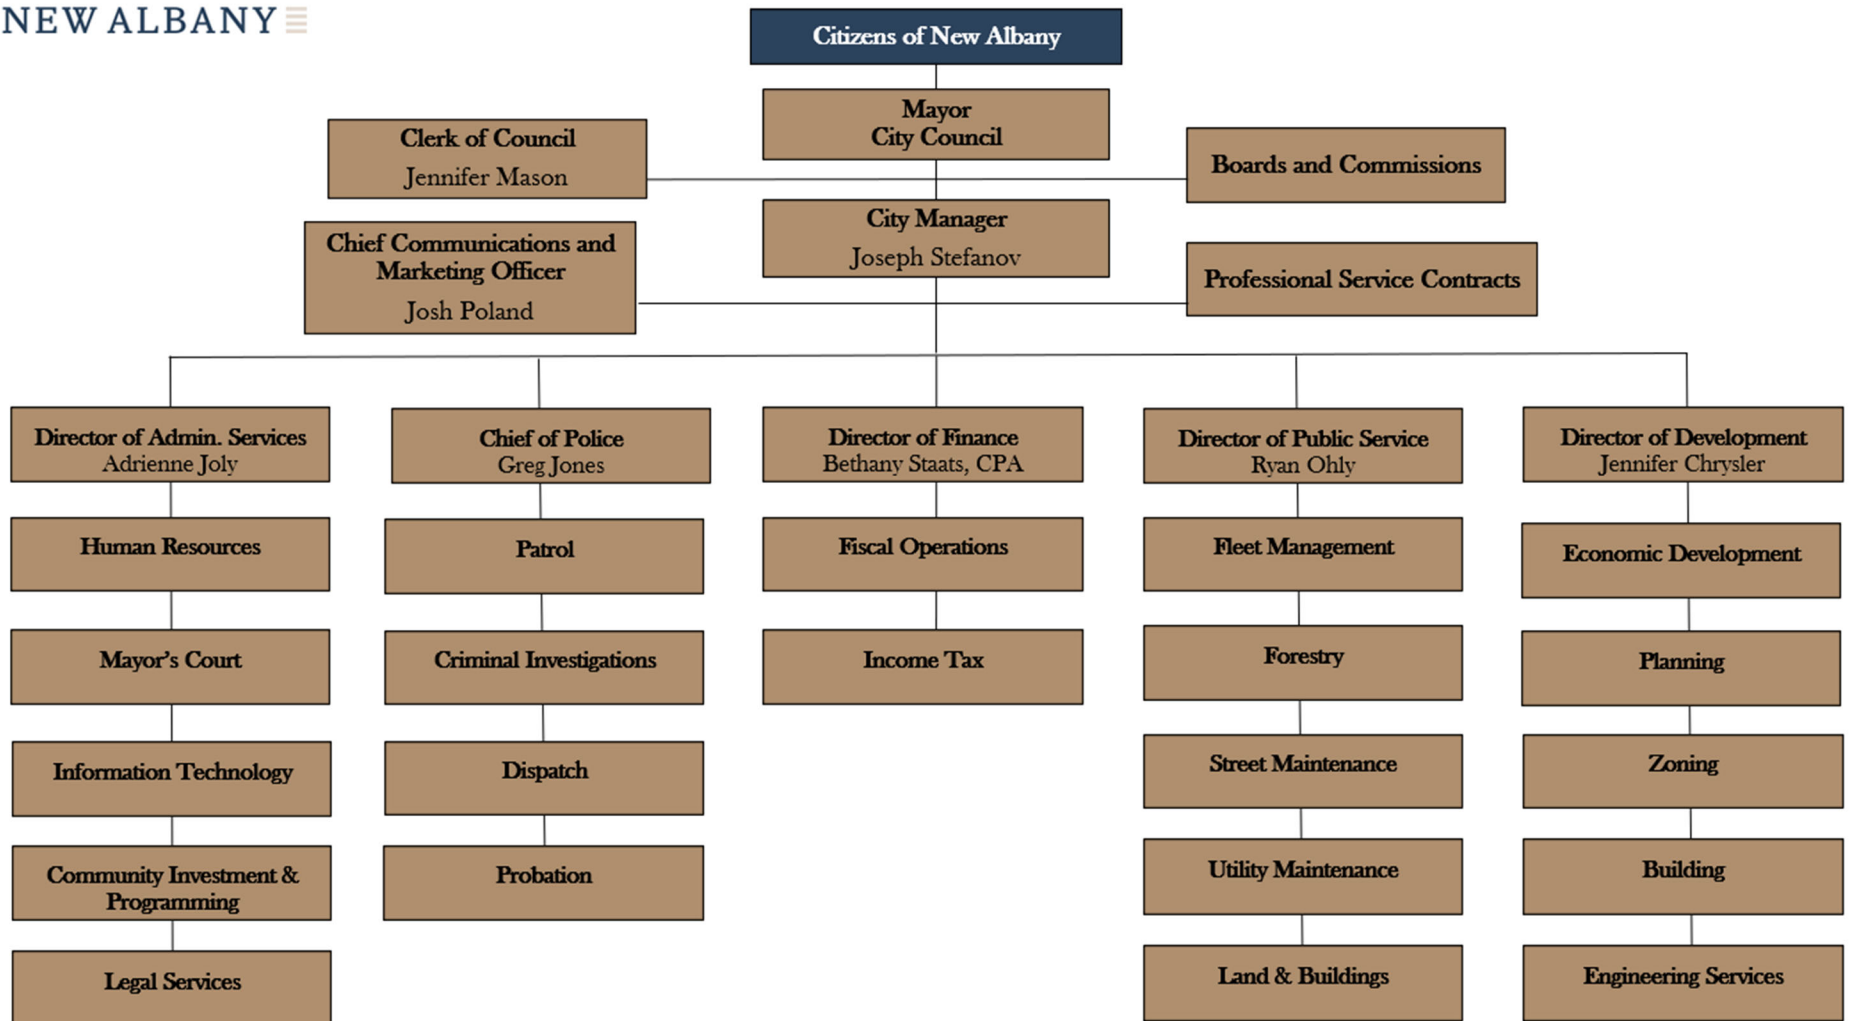 NEW ALBANY
Citizens of New Albany
Mayor
City Council
Clerk of Council
Jennifer Mason
Boards and Commissions
City Manager
Joseph Stefanov
Chief Communications and
Marketing Officer
Josh Poland
Professional Service Contracts
Director of Admin. Services
Adrienne Joly
Human Resources
Mayor's Court
Information Technology
Community Investment &
Programming
Legal Services
Chief of Police
Greg Jones
Patrol
Criminal Investigations
Dispatch
Probation
Director of Finance
Bethany Staats, CPA
Fiscal Operations
Income Tax
Director of Public Service
Ryan Ohly
Fleet Management
Forestry
Street Maintenance
Utility Maintenance
Land & Buildings
Director of Development
Jennifer Chrysler
Economic Development
Planning
Zoning
Building
Engineering Services